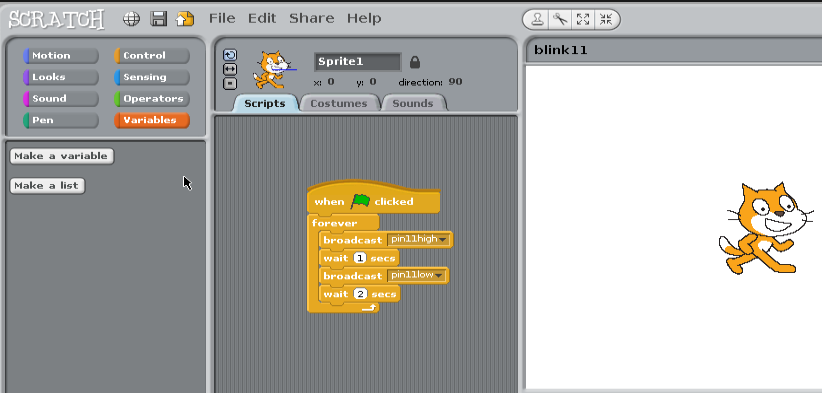 SCRATCH File Edit Share Help
Motion Control
Looks Sensing
Sound Operators
Pen Variables
Make a variable
Make a list
Sprite1
x: 0 y: 0 direction: 90
Scripts Costumes Sounds
when clicked
forever
broadcast pin11high
wait 1 secs
broadcast pin11low
wait 2 secs
blink11